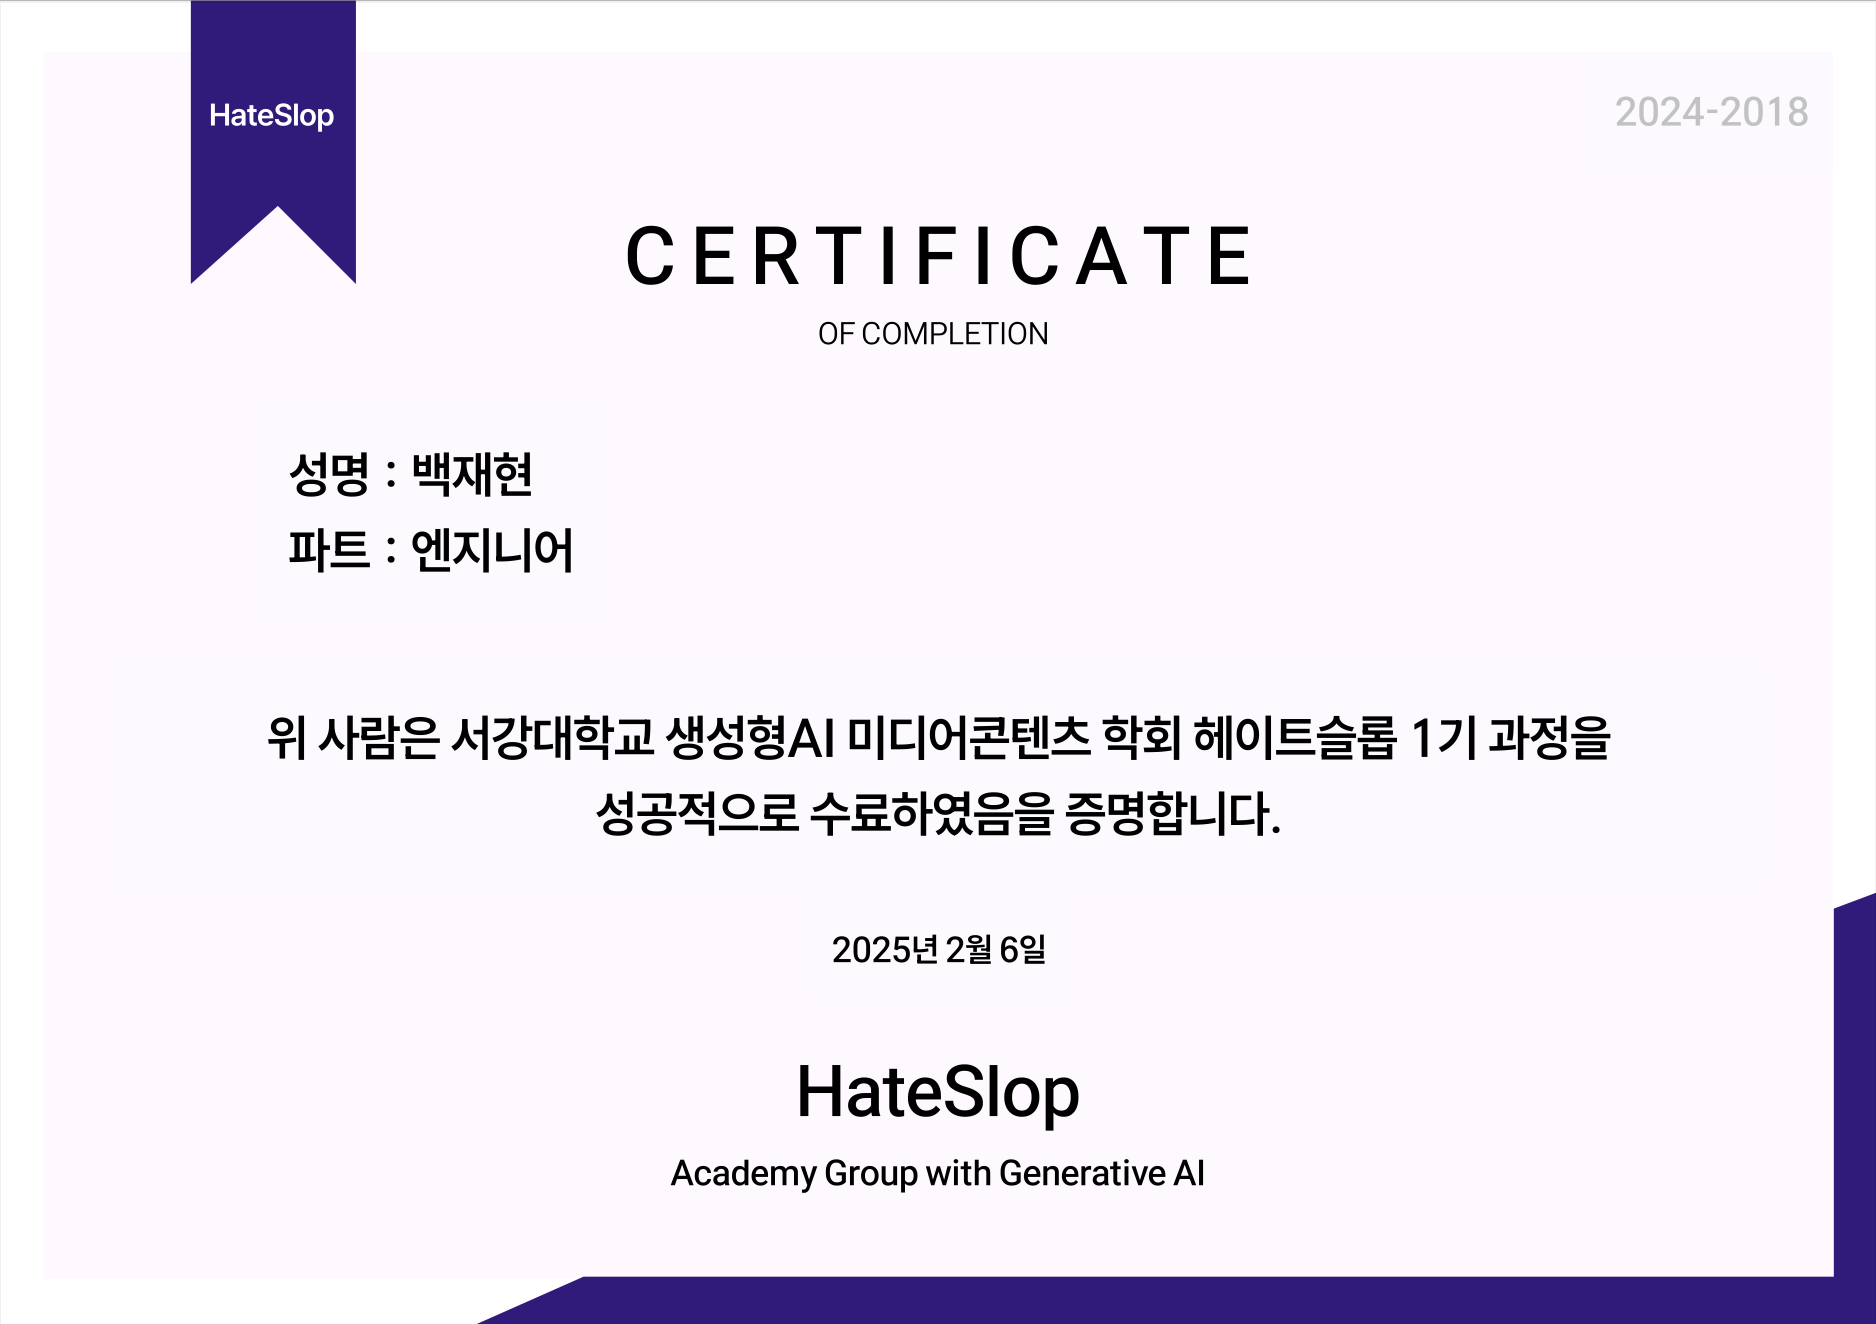 HateSlop
2024-2018
CERTIFICATE
OF COMPLETION
성명 : 백재현
파트 : 엔지니어
위 사람은 서강대학교 생성형AI 미디어콘텐츠 학회 헤이트슬롭 1기 과정을
성공적으로 수료하였음을 증명합니다.
2025년 2월 6일
HateSlop
Academy Group with Generative AI